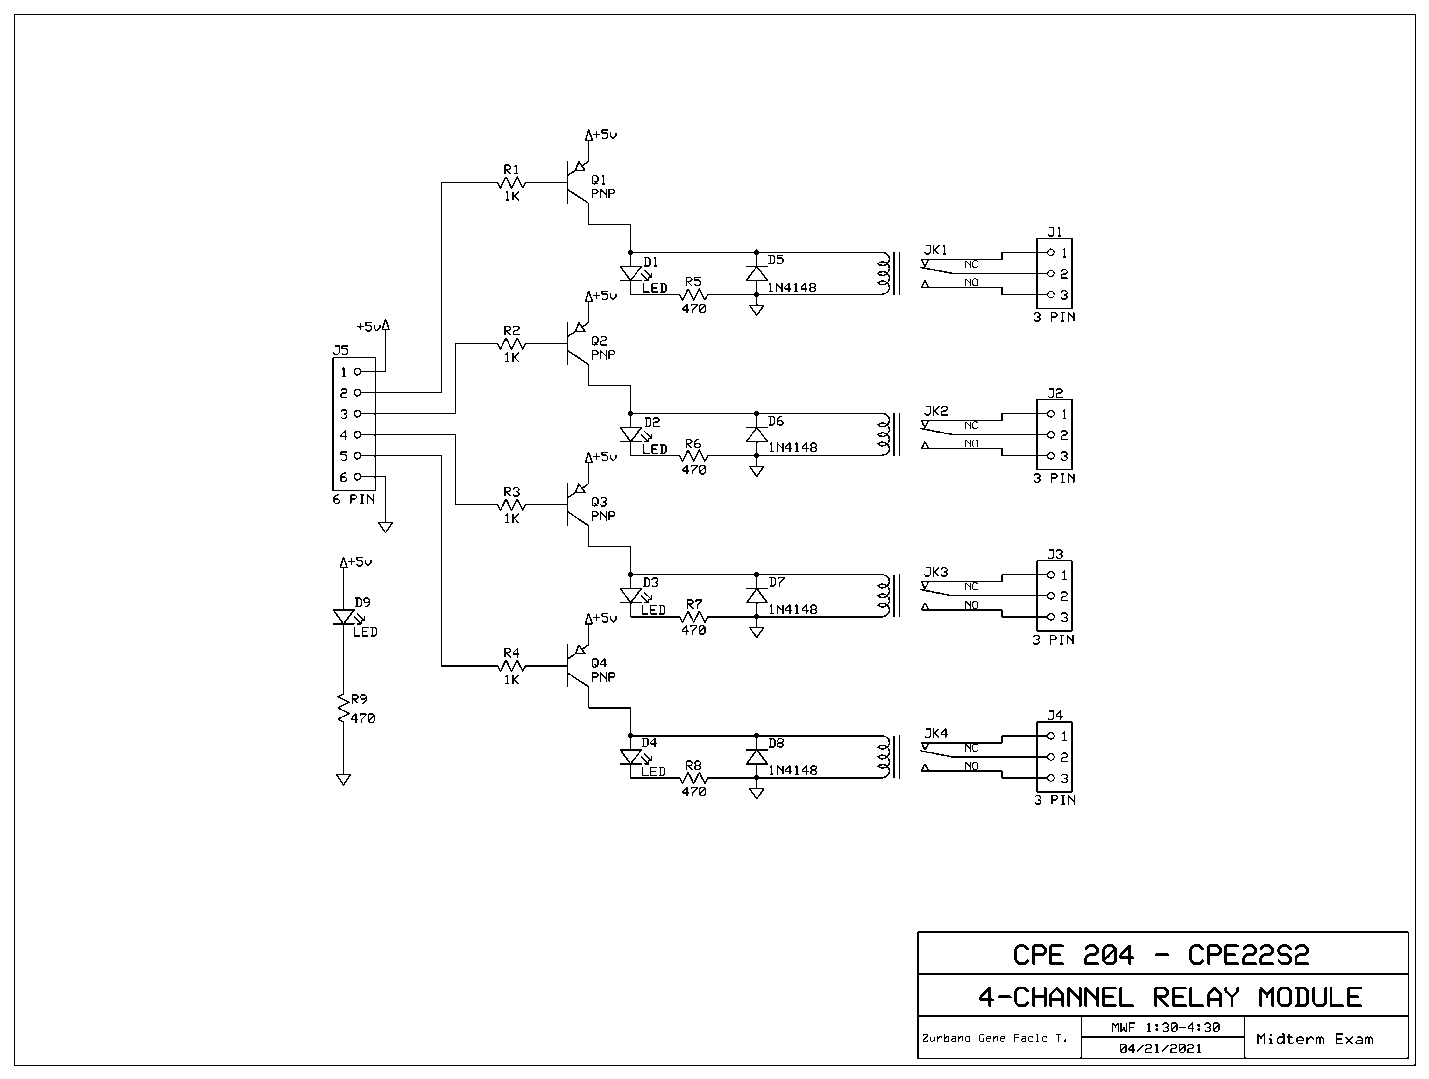 +5v
R1
1K
Q1
PNP
J1
JK1
1
NC
2
NO
3
3 PIN
D1
LED
R5
470
D5
1N4148
+5v
R2
1K
Q2
PNP
+5v
J5
1
2
3
4
5
6
6 PIN
J2
JK2
1
NC
2
NO
3
3 PIN
D2
LED
R6
470
D6
1N4148
+5v
R3
1K
Q3
PNP
J3
JK3
1
NC
2
NO
3
3 PIN
D3
LED
R7
470
D7
1N4148
+5v
D9
LED
R9
470
+5v
R4
1K
Q4
PNP
J4
JK4
1
NC
2
NO
3
3 PIN
D4
LED
R8
470
D8
1N4148
CPE 204 - CPE22S2
4-CHANNEL RELAY MODULE
Zurbano Gene Falc T.
MWF 1:30-4:30
04/21/2021
Midterm Exam